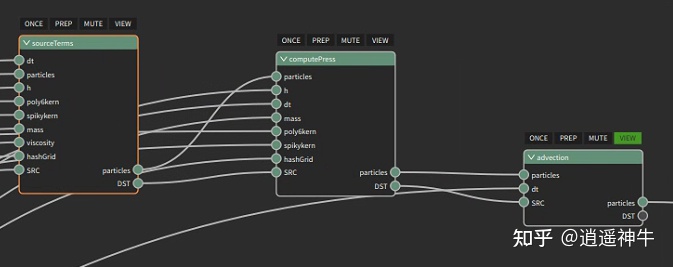 ONCE PREP MUTE VIEW
sourceTerms
dt
particles
h
poly6kern
spikykern
mass
viscosity
hashGrid
SRC
particles
DST
ONCE PREP MUTE VIEW
computePress
particles
h
dt
mass
poly6kern
spikykern
hashGrid
SRC
particles
DST
ONCE PREP MUTE VIEW
advection
particles
dt
SRC
particles
DST
知乎 @逍遥神牛